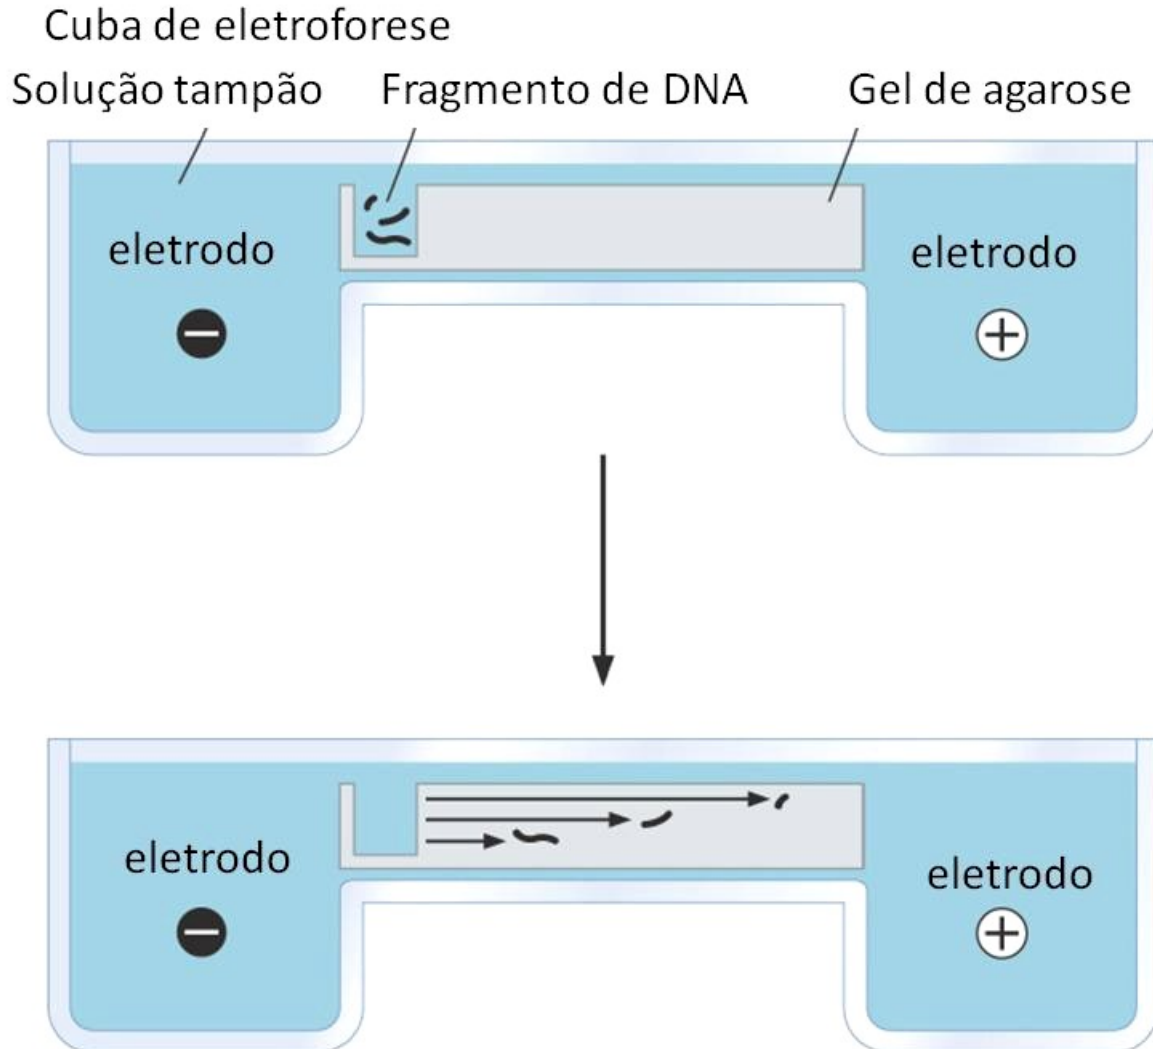 Cuba de eletroforese
Solução tampão
Fragmento de DNA
Gel de agarose
eletrodo
eletrodo
−
+
eletrodo
eletrodo
−
+